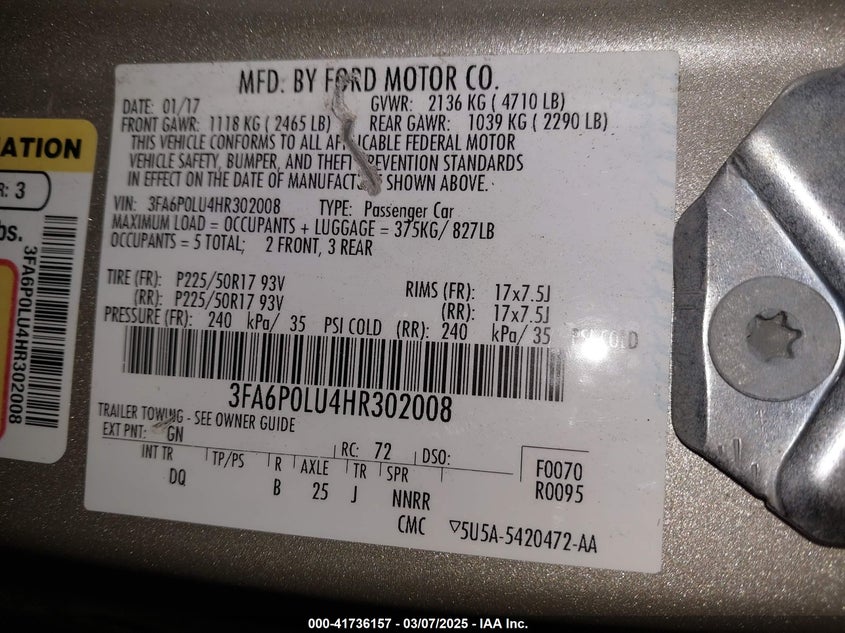 MFD. BY FORD MOTOR CO.
DATE: 01/17 GVWR: 2136 KG ( 4710 LB)
FRONT GAWR: 1118 KG ( 2465 LB) REAR GAWR: 1039 KG ( 2290 LB)
THIS VEHICLE CONFORMS TO ALL APPLICABLE FEDERAL MOTOR
VEHICLE SAFETY, BUMPER, AND THEFT PREVENTION STANDARDS
IN EFFECT ON THE DATE OF MANUFACTURE SHOWN ABOVE.
VIN: 3FA6P0LU4HR302008 TYPE: Passenger Car
MAXIMUM LOAD = OCCUPANTS + LUGGAGE = 375KG/ 827LB
OCCUPANTS = 5 TOTAL; 2 FRONT, 3 REAR
TIRE (FR): P225/50R17 93V RIMS (FR): 17x7.5J
(RR): P225/50R17 93V (RR): 17x7.5J
PRESSURE (FR): 240 kPa/ 35 PSI COLD (RR): 240 kPa/ 35 PSI COLD
3FA6P0LU4HR302008
TRAILER TOWING - SEE OWNER GUIDE
EXT PNT: GN RC: 72 DSO: F0070
INT TR TP/PS R AXLE TR SPR R0095
DQ B 25 J NNRR
CMC ▽5U5A-5420472-AA
ATION
R: 3
bs.
3FA6P0LU4HR302008
000-41736157 - 03/07/2025 - IAA Inc.